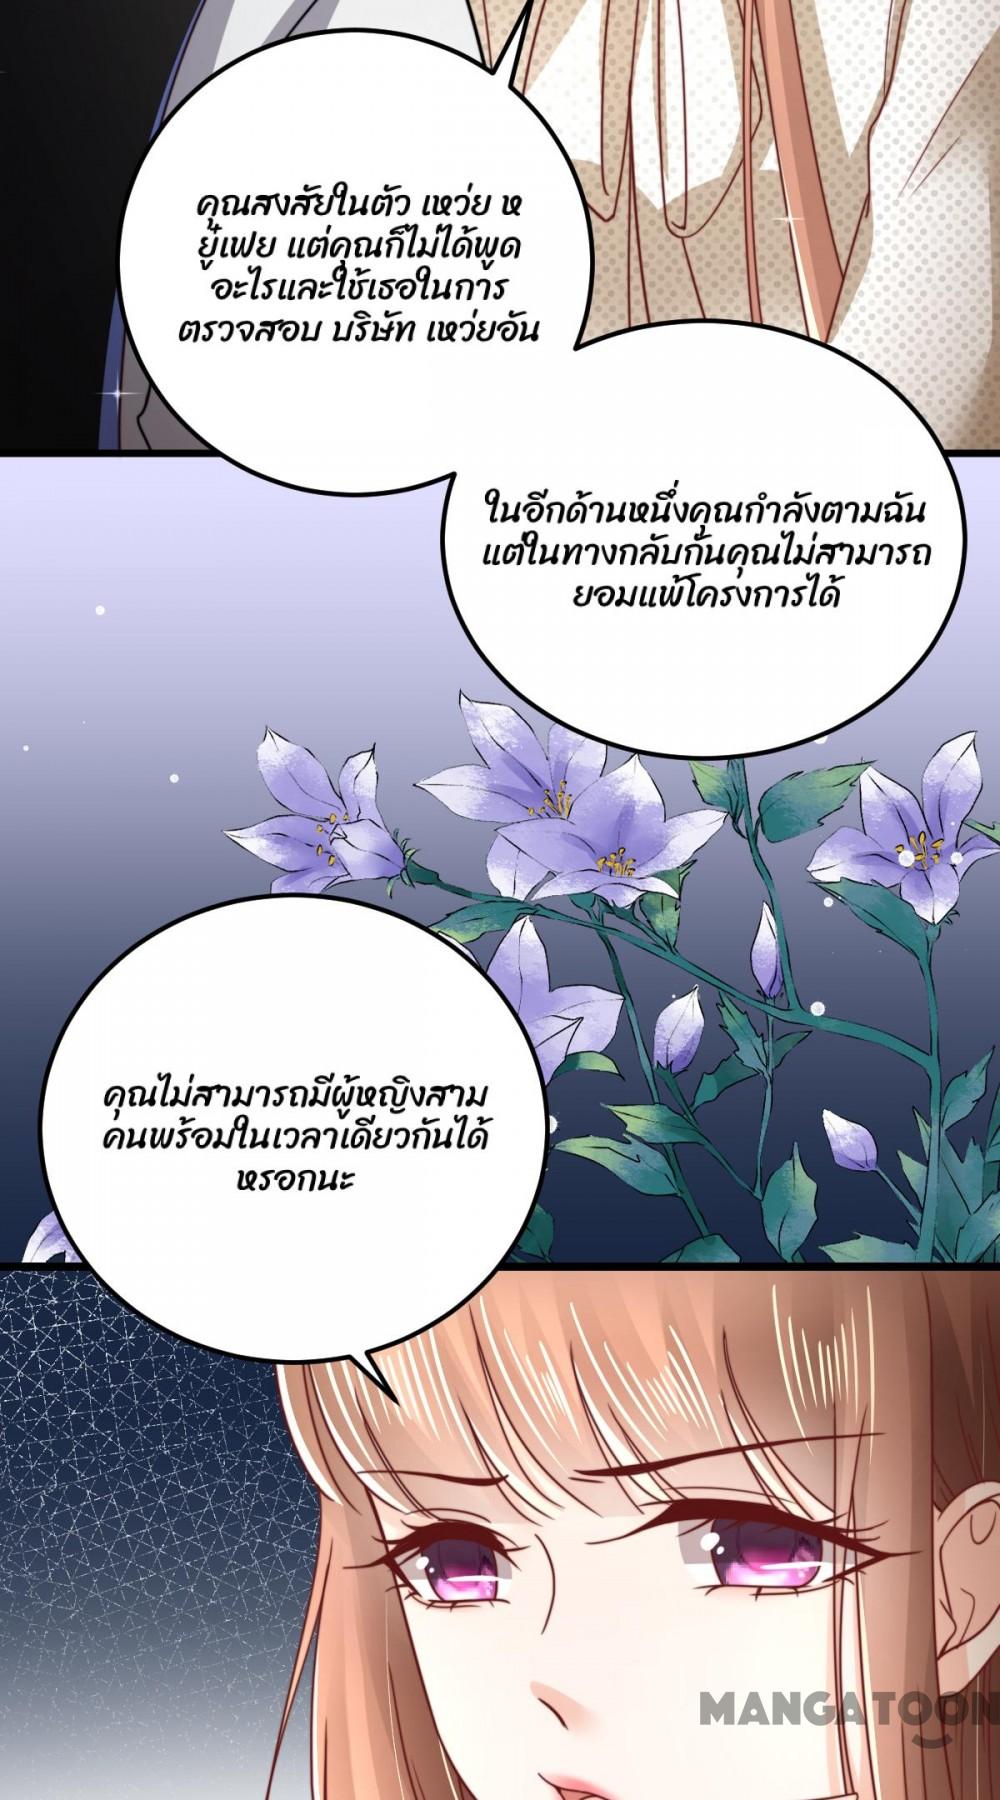 คุณสงสัยในตัว เหว่ย ห
ยู๋เฟย แต่คุณก็ไม่ได้พูด
อะไรและใช้เธอในการ
ตรวจสอบ บริษัท เหว่ยอัน
ในอีกด้านหนึ่งคุณกำลังตามฉัน
แต่ในทางกลับกันคุณไม่สามารถ
ยอมแพ้โครงการได้
คุณไม่สามารถมีผู้หญิงสาม
คนพร้อมในเวลาเดียวกันได้
หรอกนะ
MANGATOON